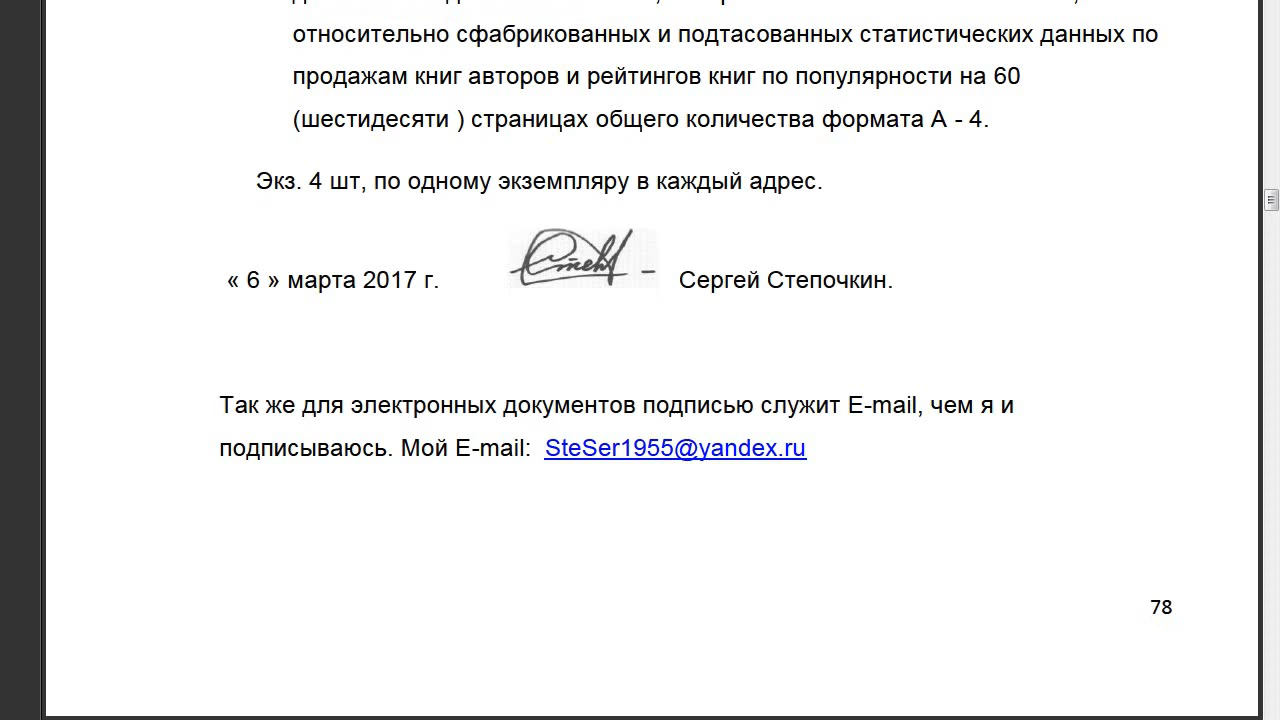 относительно сфабрикованных и подтасованных статистических данных по
продажам книг авторов и рейтингов книг по популярности на 60
(шестидесяти ) страницах общего количества формата А - 4.
Экз. 4 шт, по одному экземпляру в каждый адрес.
« 6 » марта 2017 г. Сергей Степочкин.
Так же для электронных документов подписью служит E-mail, чем я и
подписываюсь. Мой E-mail: SteSer1955@yandex.ru
78